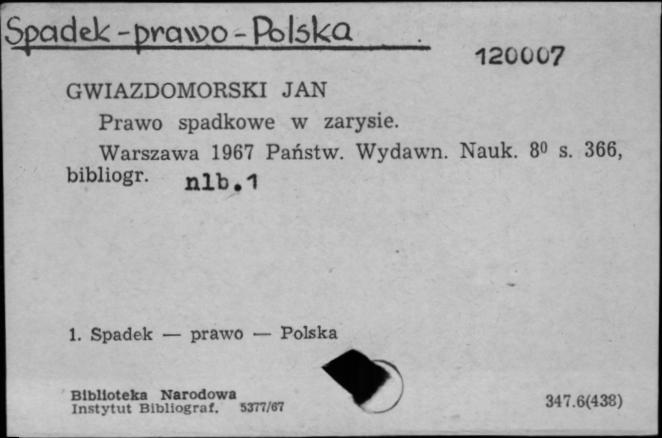 Spadek-prawo-Polska
120007
GWIAZDOMORSKI JAN
Prawo spadkowe w zarysie.
Warszawa 1967 Państw. Wydawn. Nauk. 8⁰ s. 366,
bibliogr. nlb.1
1. Spadek — prawo — Polska
Biblioteka Narodowa
Instytut Bibliograf. 5377/67
347.6(438)